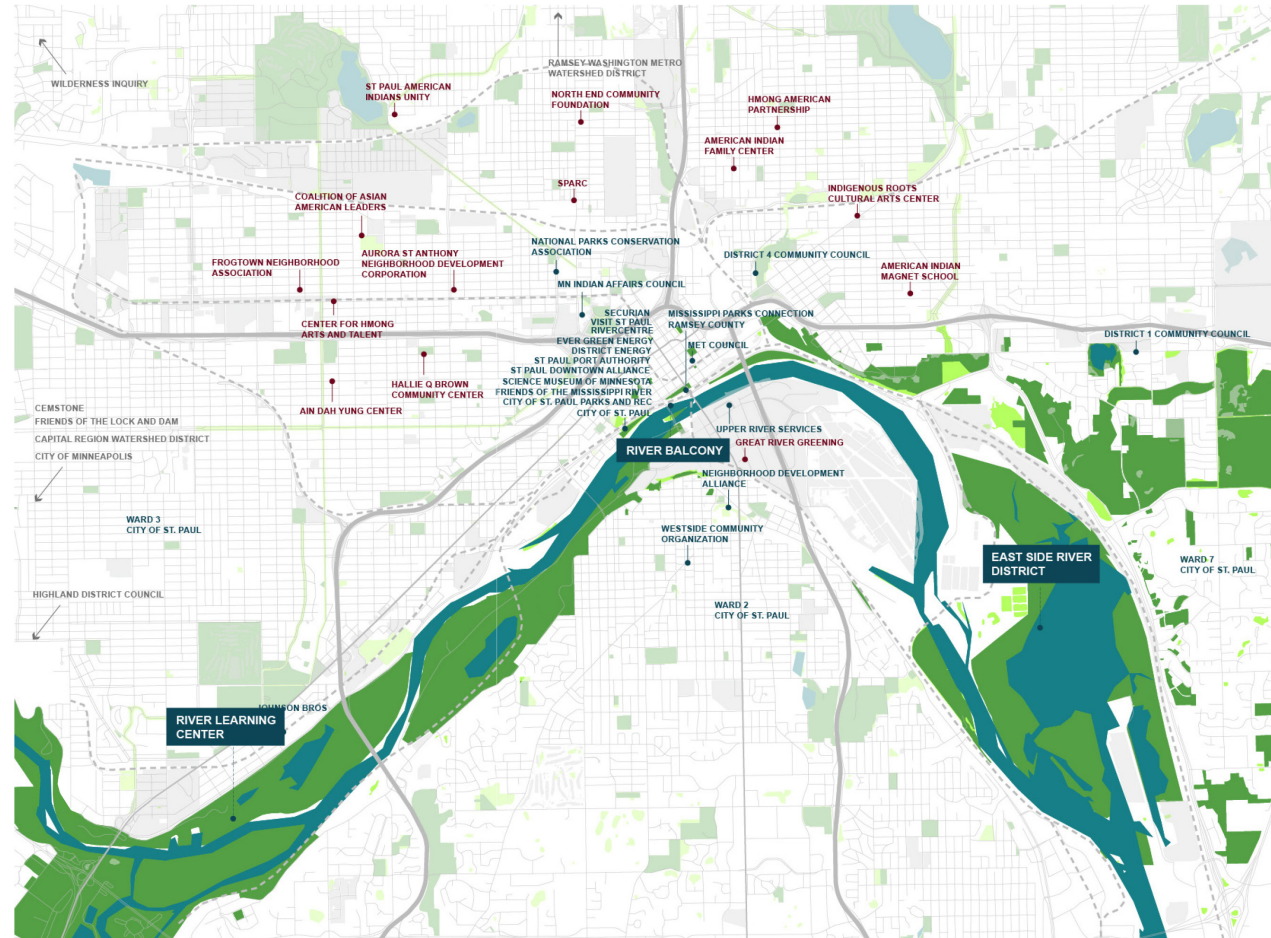 WILDERNESS INQUIRY
RAMSEY-WASHINGTON METRO
WATERSHED DISTRICT
ST PAUL AMERICAN
INDIANS UNITY
NORTH END COMMUNITY
FOUNDATION
HMONG AMERICAN
PARTNERSHIP
AMERICAN INDIAN
FAMILY CENTER
SPARC
INDIGENOUS ROOTS
CULTURAL ARTS CENTER
COALITION OF ASIAN
AMERICAN LEADERS
NATIONAL PARKS CONSERVATION
ASSOCIATION
DISTRICT 4 COMMUNITY COUNCIL
FROGTOWN NEIGHBORHOOD
ASSOCIATION
AURORA ST ANTHONY
NEIGHBORHOOD DEVELOPMENT
CORPORATION
AMERICAN INDIAN
MAGNET SCHOOL
MN INDIAN AFFAIRS COUNCIL
CENTER FOR HMONG
ARTS AND TALENT
SECURIAN
VISIT ST PAUL
RIVERCENTRE
EVER GREEN ENERGY
DISTRICT ENERGY
ST PAUL PORT AUTHORITY
ST PAUL DOWNTOWN ALLIANCE
SCIENCE MUSEUM OF MINNESOTA
FRIENDS OF THE MISSISSIPPI RIVER
CITY OF ST. PAUL PARKS AND REC
CITY OF ST. PAUL
MISSISSIPPI PARKS CONNECTION
RAMSEY COUNTY
MET COUNCIL
DISTRICT 1 COMMUNITY COUNCIL
HALLIE Q BROWN
COMMUNITY CENTER
AIN DAH YUNG CENTER
CEMSTONE
FRIENDS OF THE LOCK AND DAM
CAPITAL REGION WATERSHED DISTRICT
CITY OF MINNEAPOLIS
UPPER RIVER SERVICES
GREAT RIVER GREENING
RIVER BALCONY
NEIGHBORHOOD DEVELOPMENT
ALLIANCE
WARD 3
CITY OF ST. PAUL
WESTSIDE COMMUNITY
ORGANIZATION
EAST SIDE RIVER
DISTRICT
WARD 7
CITY OF ST. PAUL
HIGHLAND DISTRICT COUNCIL
WARD 2
CITY OF ST. PAUL
JOHNSON BROS
RIVER LEARNING
CENTER